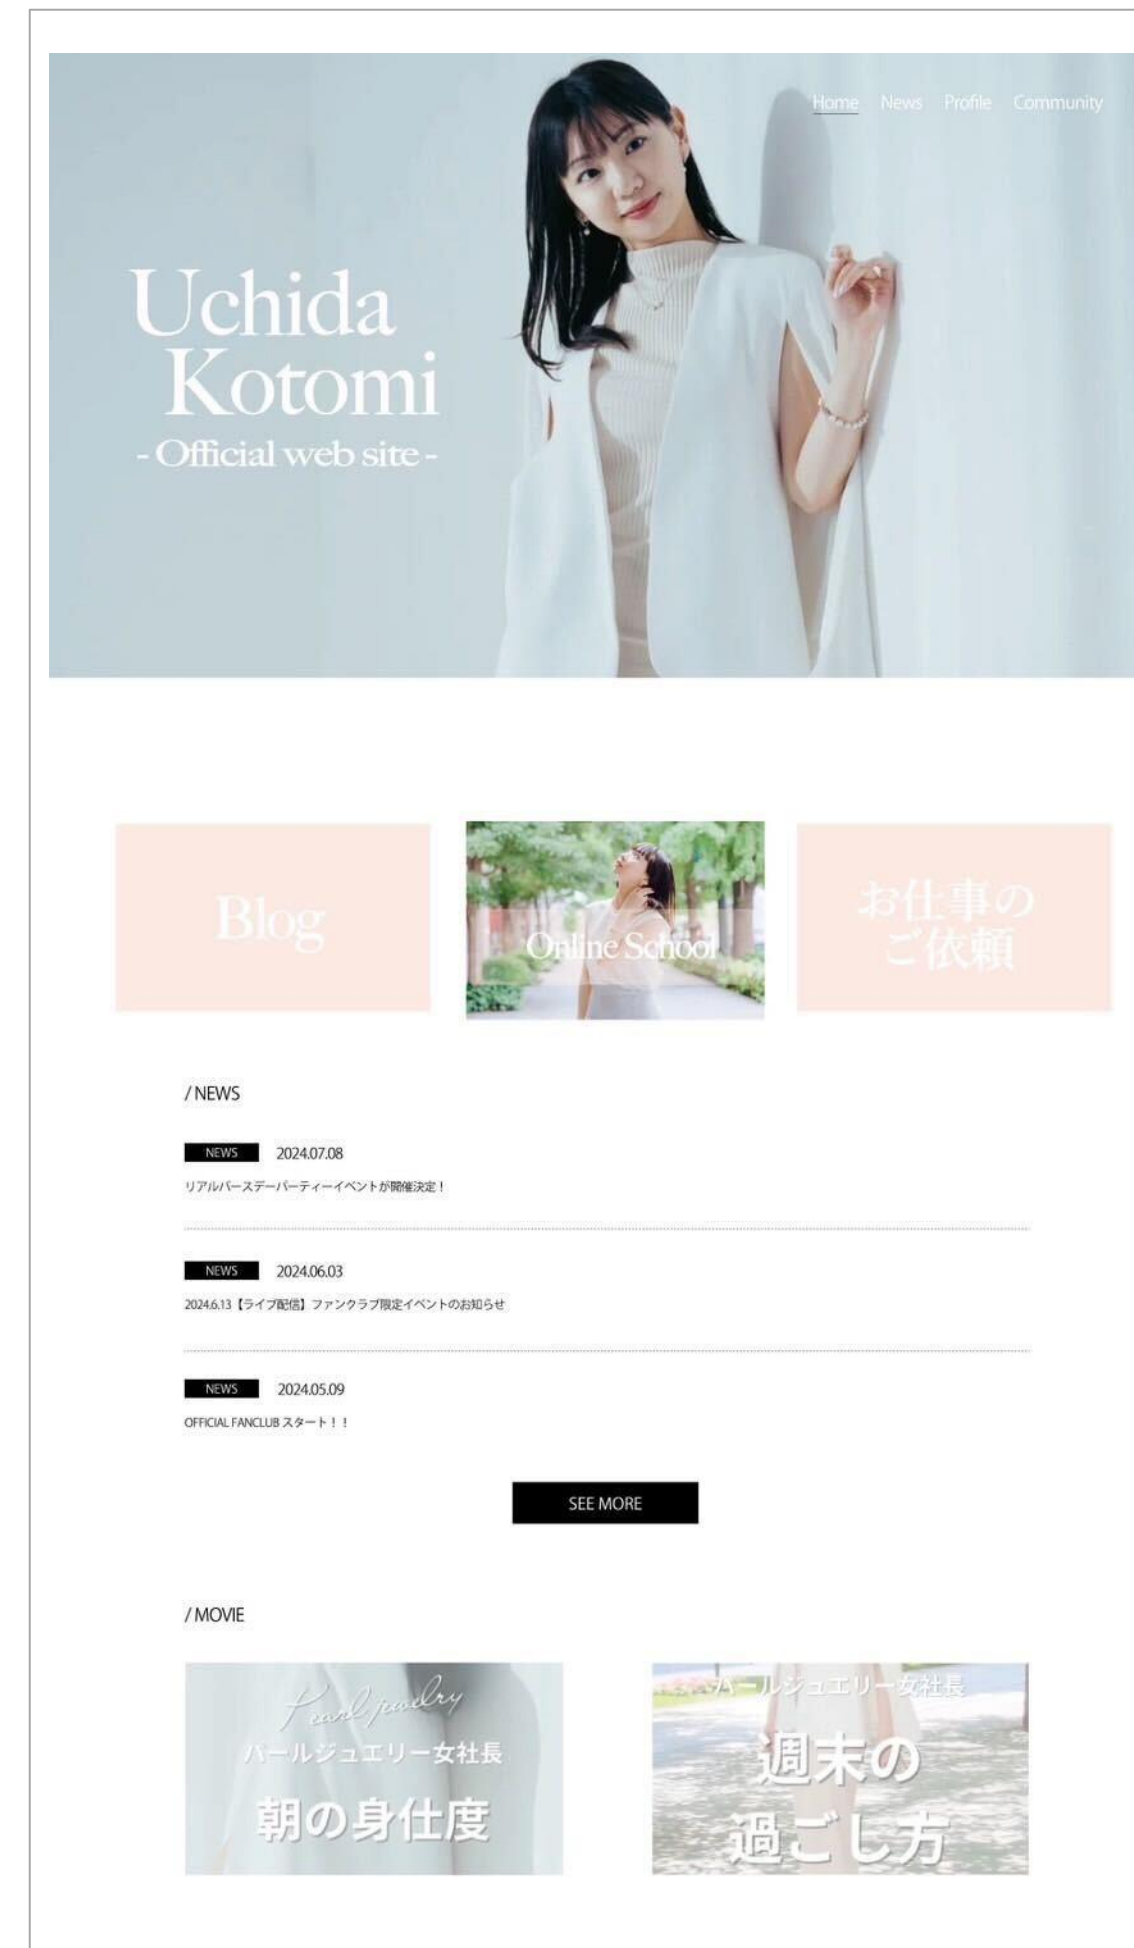 Home News Profile Community
Uchida
Kotomi
- Official web site -
Blog
Online School
お仕事の
ご依頼
/ NEWS
NEWS 2024.07.08
リアルバースデーパーティーイベントが開催決定！
NEWS 2024.06.03
2024.6.13【ライブ配信】ファンクラブ限定イベントのお知らせ
NEWS 2024.05.09
OFFICIAL FANCLUB スタート！！
SEE MORE
/ MOVIE
Pearl jewelry
パールジュエリー女社長
朝の身仕度
パールジュエリー女社長
週末の
過ごし方